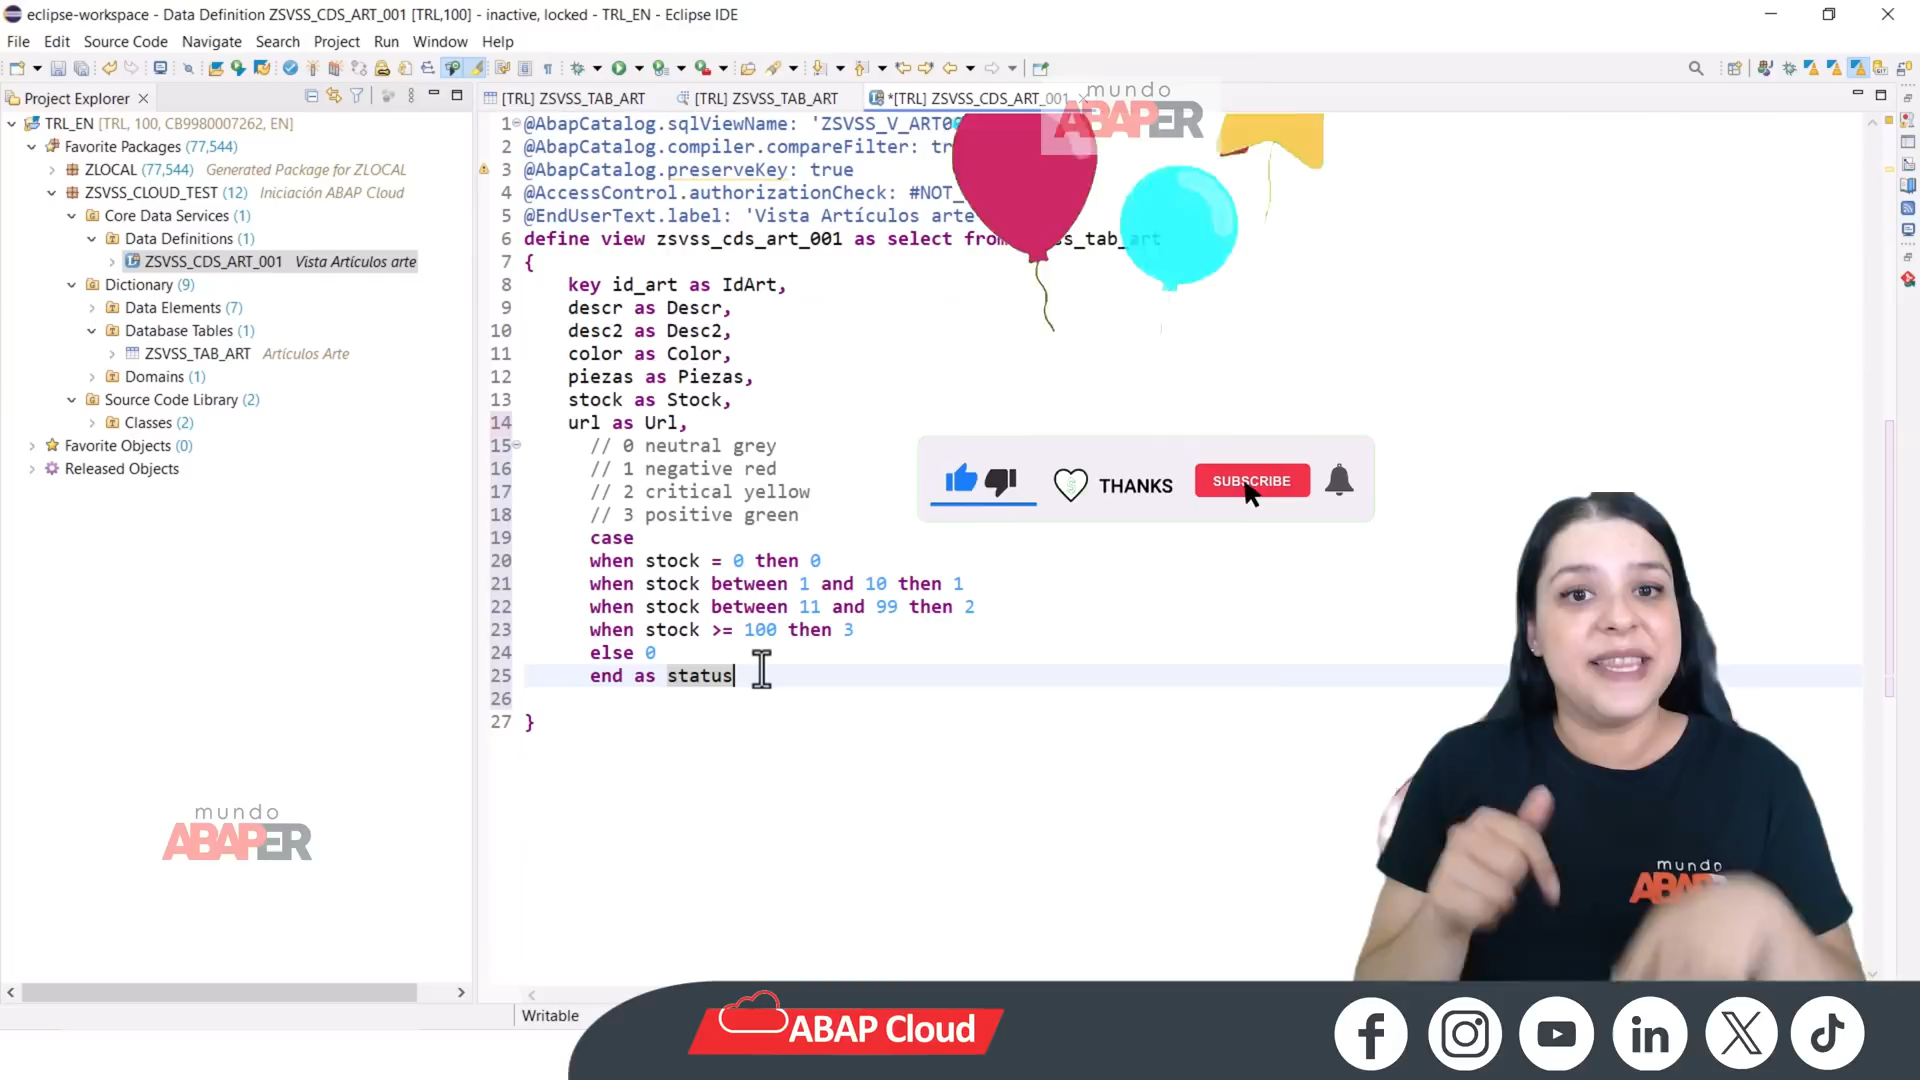 eclipse-workspace - Data Definition ZSVSS_CDS_ART_001 [TRL,100] - inactive, locked - TRL_EN - Eclipse IDE
File Edit Source Code Navigate Search Project Run Window Help
Project Explorer
[TRL] ZSVSS_TAB_ART
[TRL] ZSVSS_TAB_ART
*[TRL] ZSVSS_CDS_ART_001
mundo
ABAPER
TRL_EN [TRL, 100, CB9980007262, EN]
Favorite Packages (77,544)
ZLOCAL (77,544) Generated Package for ZLOCAL
ZSVSS_CLOUD_TEST (12) Iniciación ABAP Cloud
Core Data Services (1)
Data Definitions (1)
ZSVSS_CDS_ART_001 Vista Artículos arte
Dictionary (9)
Data Elements (7)
Database Tables (1)
ZSVSS_TAB_ART Artículos Arte
Domains (1)
Source Code Library (2)
Classes (2)
Favorite Objects (0)
Released Objects
mundo
ABAPER
1 @AbapCatalog.sqlViewName: 'ZSVSS_V_ART00
2 @AbapCatalog.compiler.compareFilter:
3 @AbapCatalog.preserveKey: true
4 @AccessControl.authorizationCheck: #NOT_
5 @EndUserText.label: 'Vista Artículos arte
6 define view zsvss_cds_art_001 as select from s_tab_art
7 {
8 key id_art as IdArt,
9 descr as Descr,
10 desc2 as Desc2,
11 color as Color,
12 piezas as Piezas,
13 stock as Stock,
14 url as Url,
15 // 0 neutral grey
16 // 1 negative red
17 // 2 critical yellow
18 // 3 positive green
19 case
20 when stock = 0 then 0
21 when stock between 1 and 10 then 1
22 when stock between 11 and 99 then 2
23 when stock >= 100 then 3
24 else 0
25 end as status
26
27 }
THANKS
SUBSCRIBE
mundo
Writable
ABAP Cloud